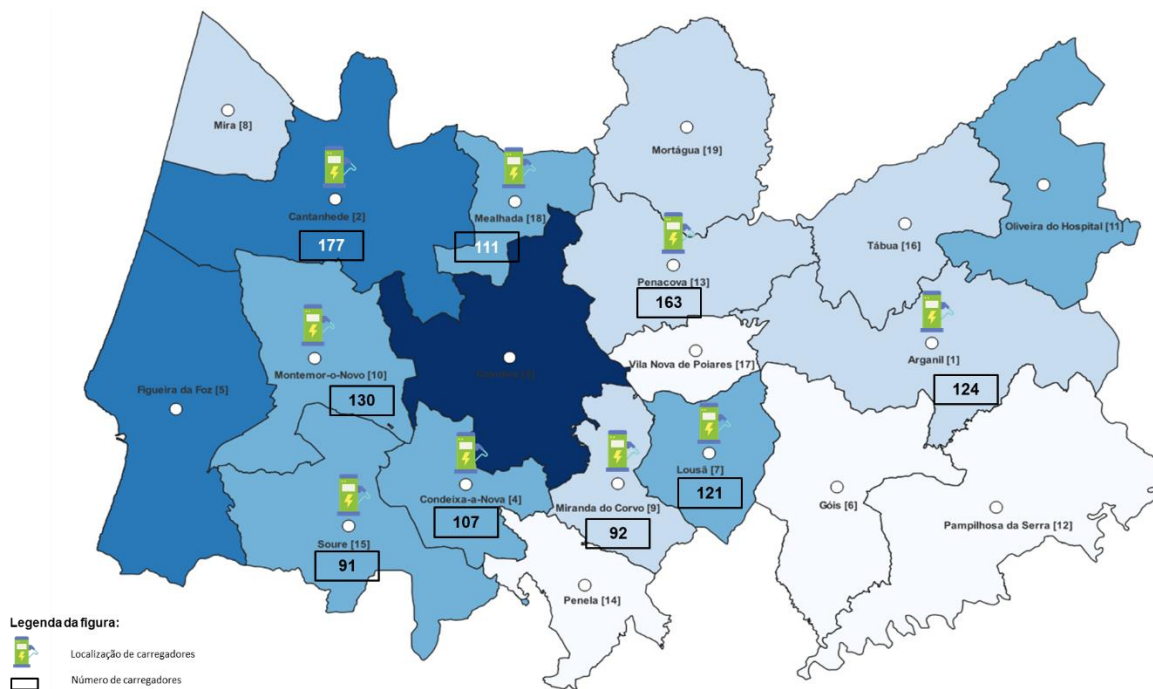 Mira [8]
Mortágua [19]
Cantanhede [2]
177
Mealhada [18]
111
Oliveira do Hospital [11]
Tábua [16]
Penacova [13]
163
Vila Nova de Poiares [17]
Arganil [1]
124
Montemor-o-Novo [10]
130
Figueira da Foz [5]
Lousã [7]
121
Condeixa-a-Nova [4]
107
Miranda do Corvo [9]
92
Góis [6]
Pampilhosa da Serra [12]
Soure [15]
91
Penela [14]
Legenda da figura:
Localização de carregadores
Número de carregadores